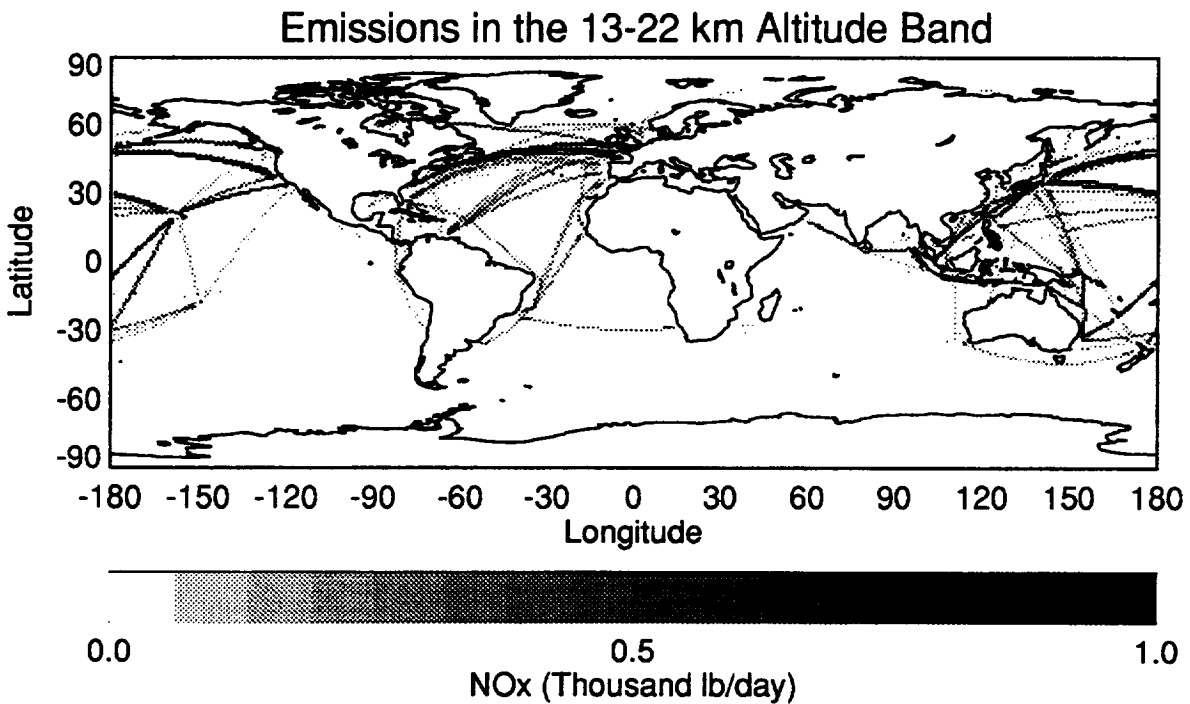 Emissions in the 13-22 km Altitude Band
90
60
30
0
-30
-60
-90
Latitude
-180 -150 -120 -90 -60 -30 0 30 60 90 120 150 180
Longitude
0.0 0.5 1.0
NOx (Thousand lb/day)